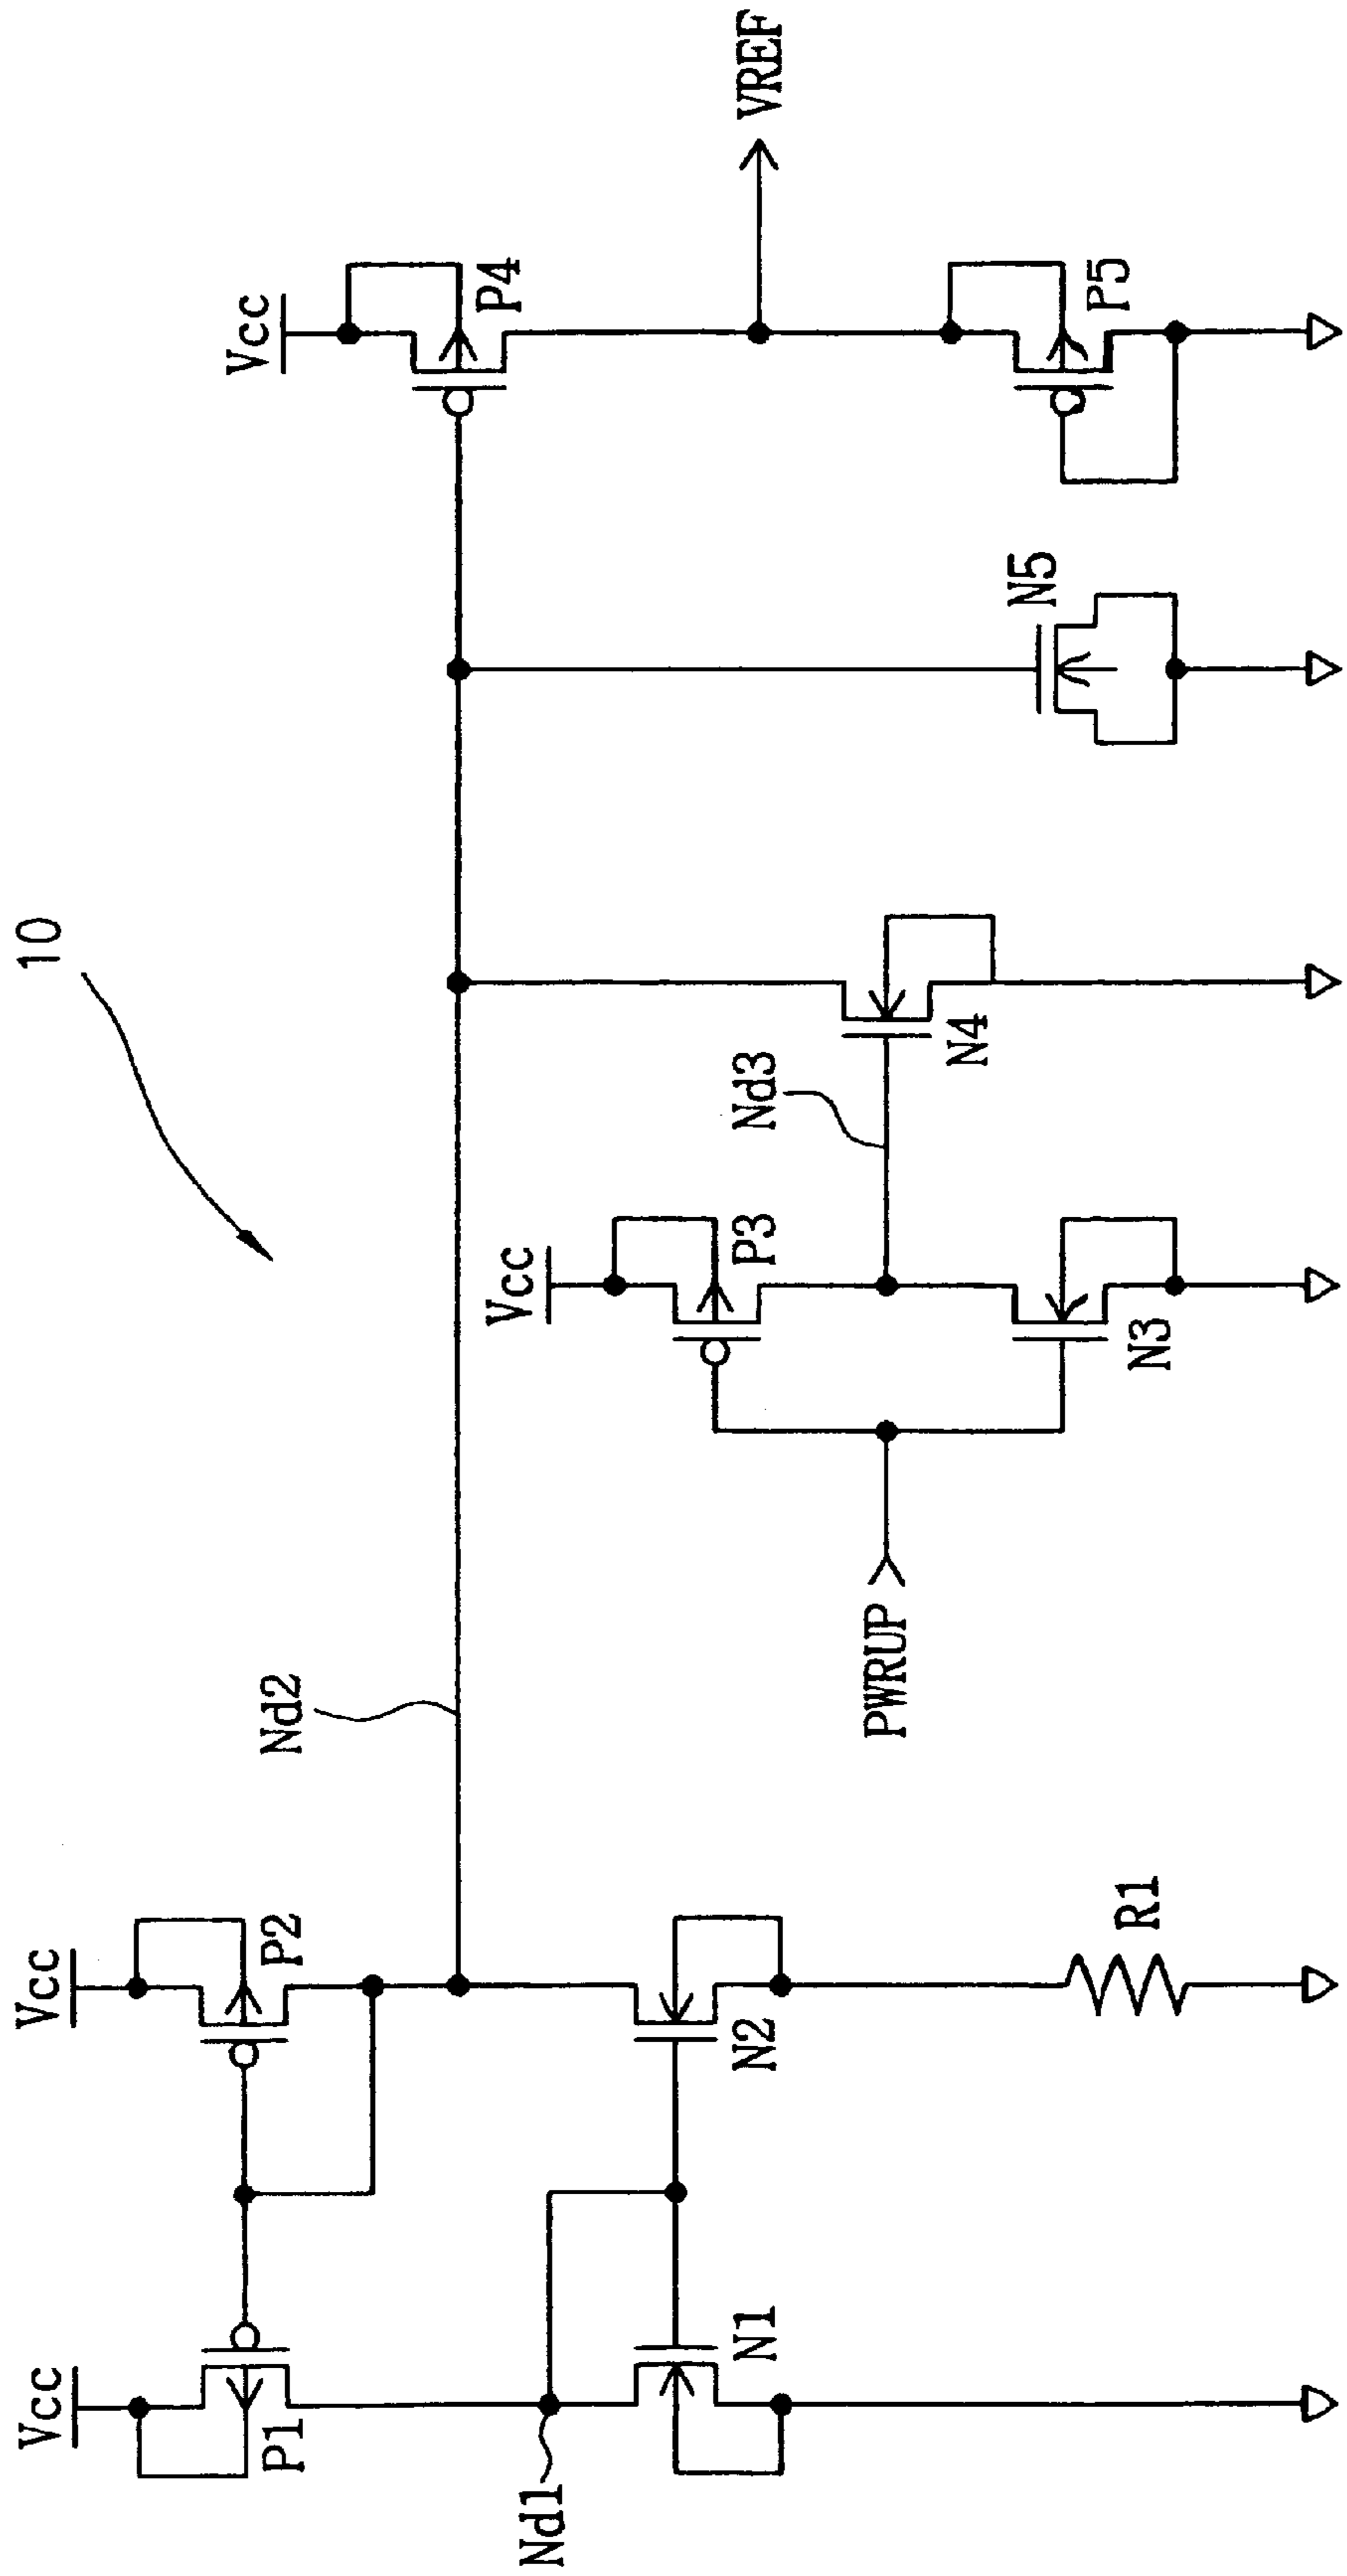 10
Vcc
Vcc
Vcc
P1
P2
Nd2
P4
Vcc
Nd1
N1
N2
P3
Nd3
VREF
PWRUP
N4
N5
P5
R1
N3